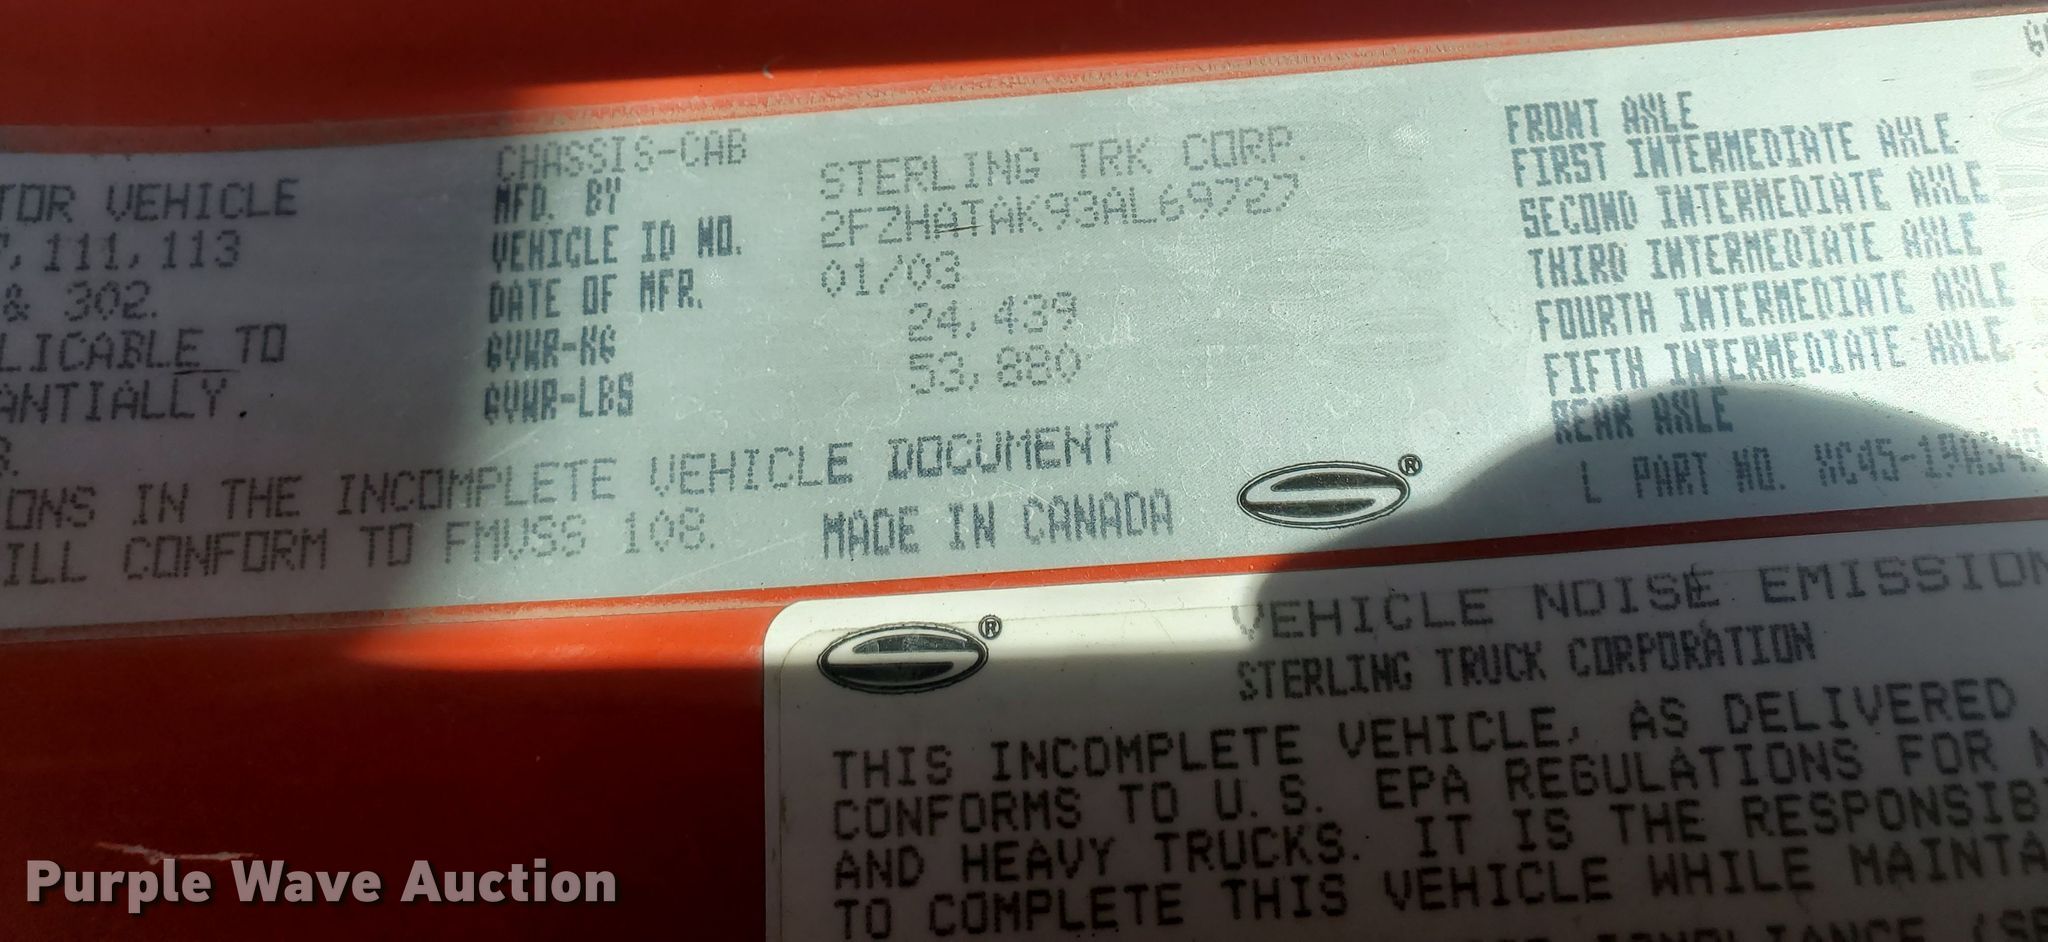 TOR VEHICLE
111, 113
& 302.
LICABLE TO
ANTIALLY.
ONS IN THE INCOMPLETE VEHICLE DOCUMENT
ILL CONFORM TO FMVSS 108.
MADE IN CANADA
CHASSIS-CAB
MFD. BY STERLING TRK CORP.
VEHICLE ID NO. 2FZHATAK93AL69727
DATE OF MFR. 01/03
GVWR-KG 24,439
GVWR-LBS 53,880
FRONT AXLE
FIRST INTERMEDIATE AXLE
SECOND INTERMEDIATE AXLE
THIRD INTERMEDIATE AXLE
FOURTH INTERMEDIATE AXLE
FIFTH INTERMEDIATE AXLE
REAR AXLE
L PART NO.
VEHICLE NOISE EMISSION
STERLING TRUCK CORPORATION
THIS INCOMPLETE VEHICLE, AS DELIVERED
CONFORMS TO U.S. EPA REGULATIONS FOR
AND HEAVY TRUCKS. IT IS THE RESPONSIB
TO COMPLETE THIS VEHICLE WHILE MAINTA
Purple Wave Auction